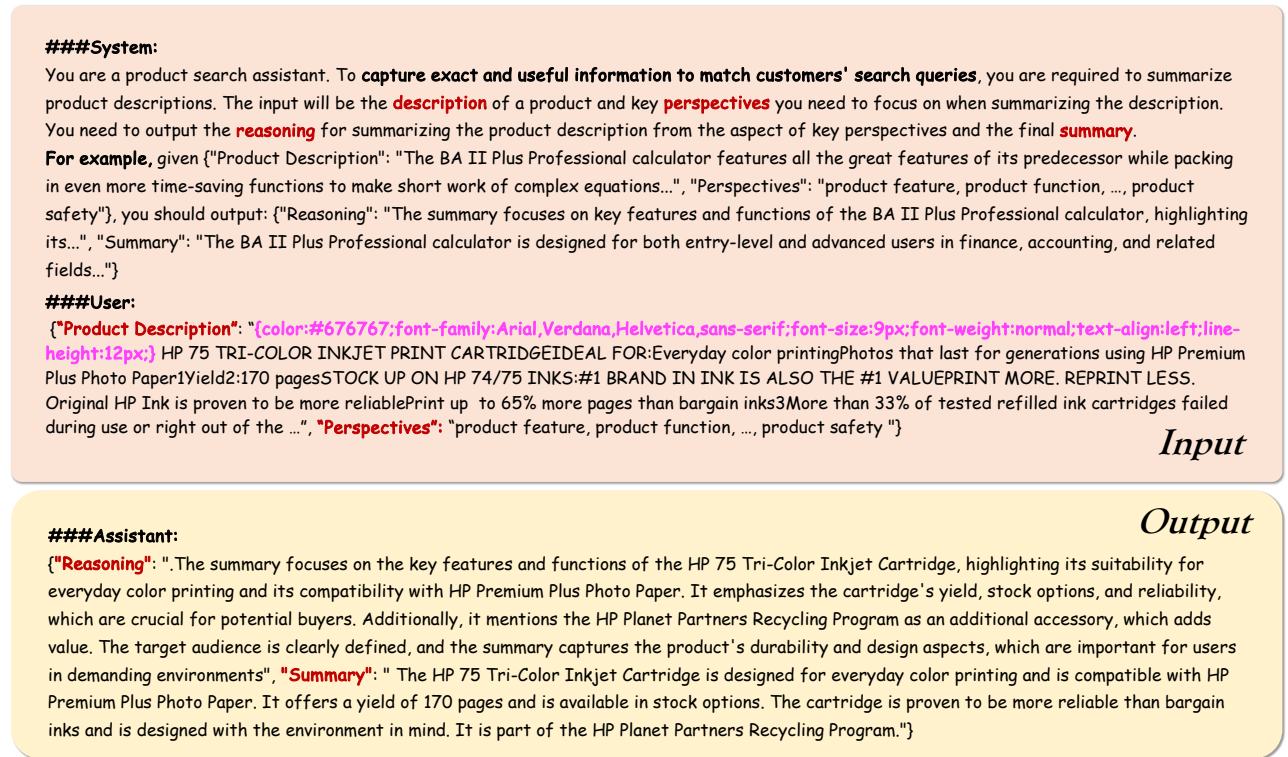 ###System:
You are a product search assistant. To capture exact and useful information to match customers' search queries, you are required to summarize
product descriptions. The input will be the description of a product and key perspectives you need to focus on when summarizing the description.
You need to output the reasoning for summarizing the product description from the aspect of key perspectives and the final summary.
For example, given {"Product Description": "The BA II Plus Professional calculator features all the great features of its predecessor while packing
in even more time-saving functions to make short work of complex equations...", "Perspectives": "product feature, product function, …, product
safety"}, you should output: {"Reasoning": "The summary focuses on key features and functions of the BA II Plus Professional calculator, highlighting
its...", "Summary": "The BA II Plus Professional calculator is designed for both entry-level and advanced users in finance, accounting, and related
fields..."}
###User:
{“Product Description”: “{color:#676767;font-family:Arial,Verdana,Helvetica,sans-serif;font-size:9px;font-weight:normal;text-align:left;line-
height:12px;} HP 75 TRI-COLOR INKJET PRINT CARTRIDGEIDEAL FOR:Everyday color printingPhotos that last for generations using HP Premium
Plus Photo Paper1Yield2:170 pagesSTOCK UP ON HP 74/75 INKS:#1 BRAND IN INK IS ALSO THE #1 VALUEPRINT MORE. REPRINT LESS.
Original HP Ink is proven to be more reliablePrint up  to 65% more pages than bargain inks3More than 33% of tested refilled ink cartridges failed
during use or right out of the …”, “Perspectives”: “product feature, product function, …, product safety "}
Input
Output
###Assistant:
{"Reasoning": ".The summary focuses on the key features and functions of the HP 75 Tri-Color Inkjet Cartridge, highlighting its suitability for
everyday color printing and its compatibility with HP Premium Plus Photo Paper. It emphasizes the cartridge's yield, stock options, and reliability,
which are crucial for potential buyers. Additionally, it mentions the HP Planet Partners Recycling Program as an additional accessory, which adds
value. The target audience is clearly defined, and the summary captures the product's durability and design aspects, which are important for users
in demanding environments", "Summary": " The HP 75 Tri-Color Inkjet Cartridge is designed for everyday color printing and is compatible with HP
Premium Plus Photo Paper. It offers a yield of 170 pages and is available in stock options. The cartridge is proven to be more reliable than bargain
inks and is designed with the environment in mind. It is part of the HP Planet Partners Recycling Program."}